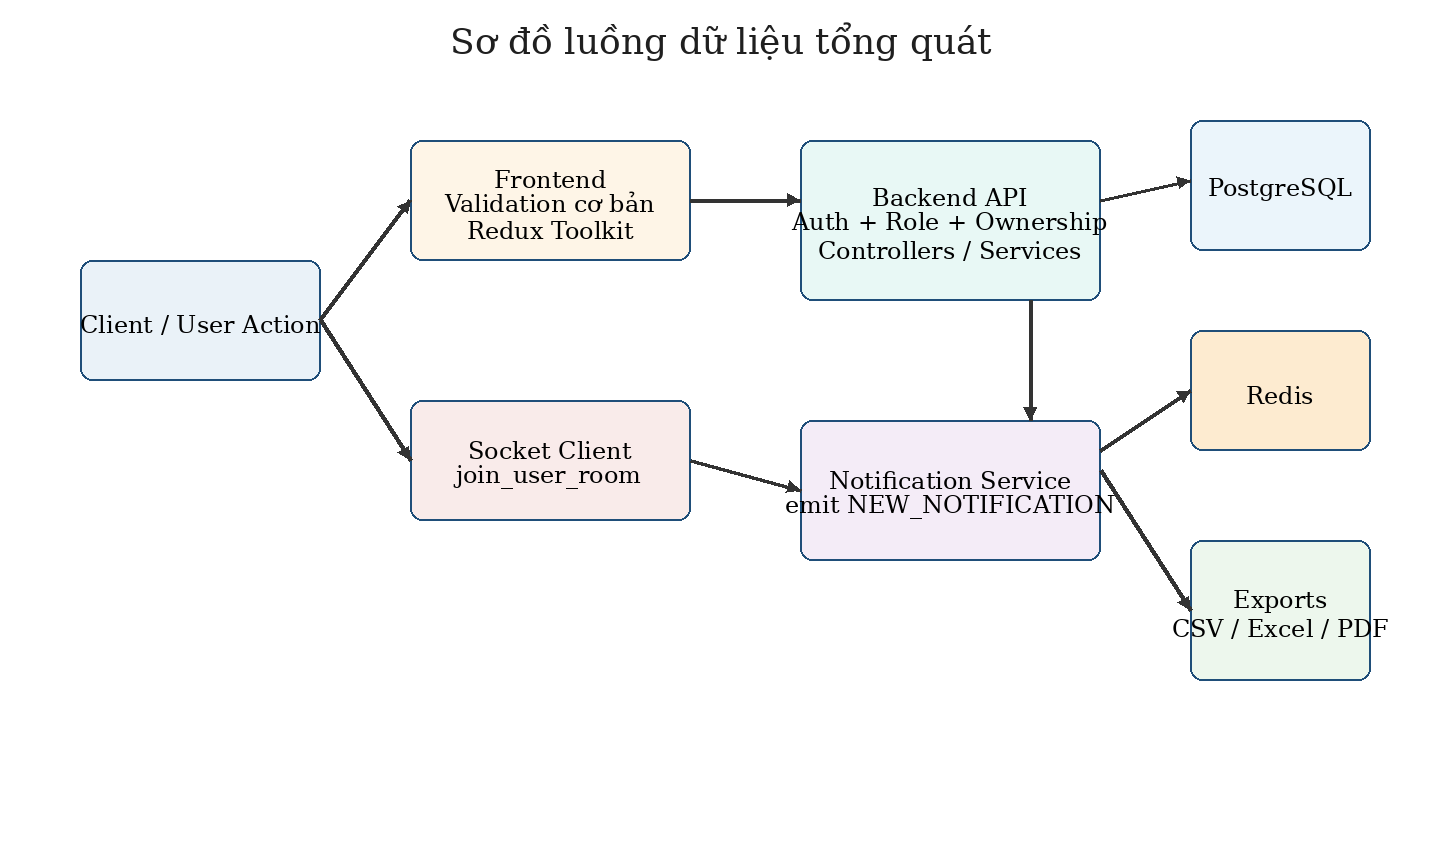 Sơ đồ luồng dữ liệu tổng quát
Client / User Action
Frontend
Validation cơ bản
Redux Toolkit
Socket Client
join_user_room
Backend API
Auth + Role + Ownership
Controllers / Services
Notification Service
emit NEW_NOTIFICATION
PostgreSQL
Redis
Exports
CSV / Excel / PDF